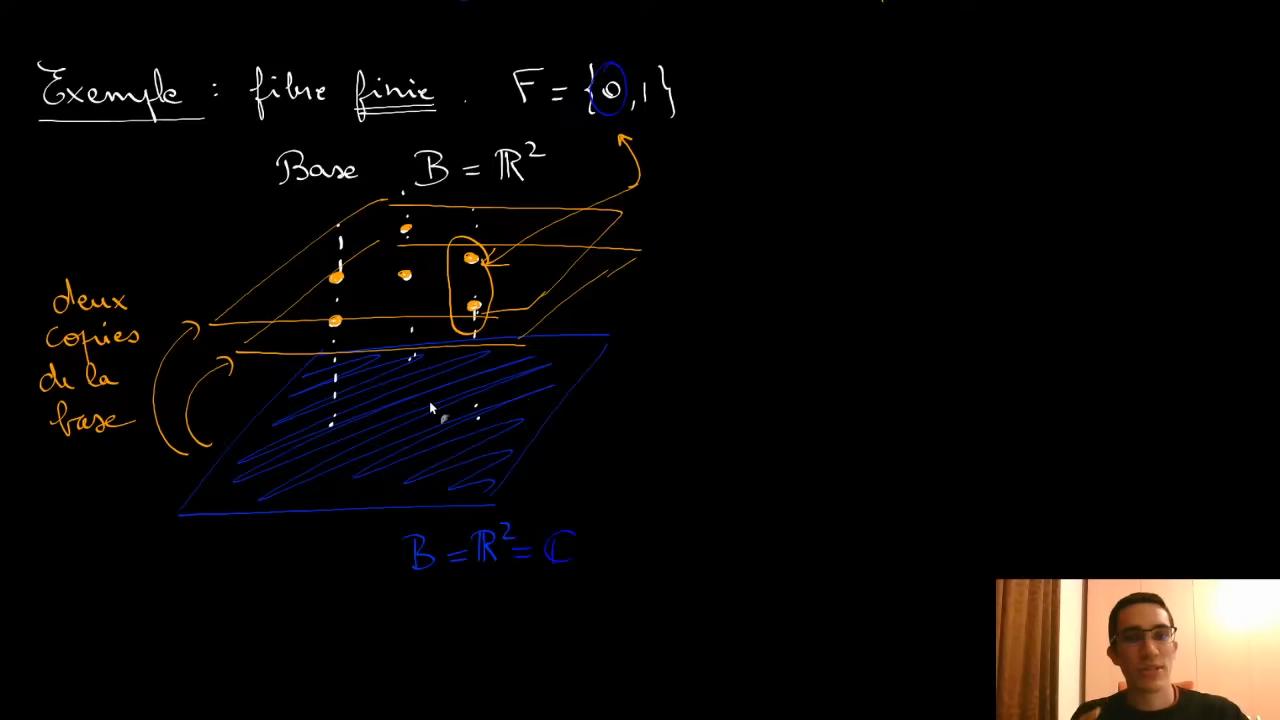 Exemple : fibre finie. F = {0,1}
Base B = ℝ²
deux
copies
de la
base
B = ℝ² = ℂ